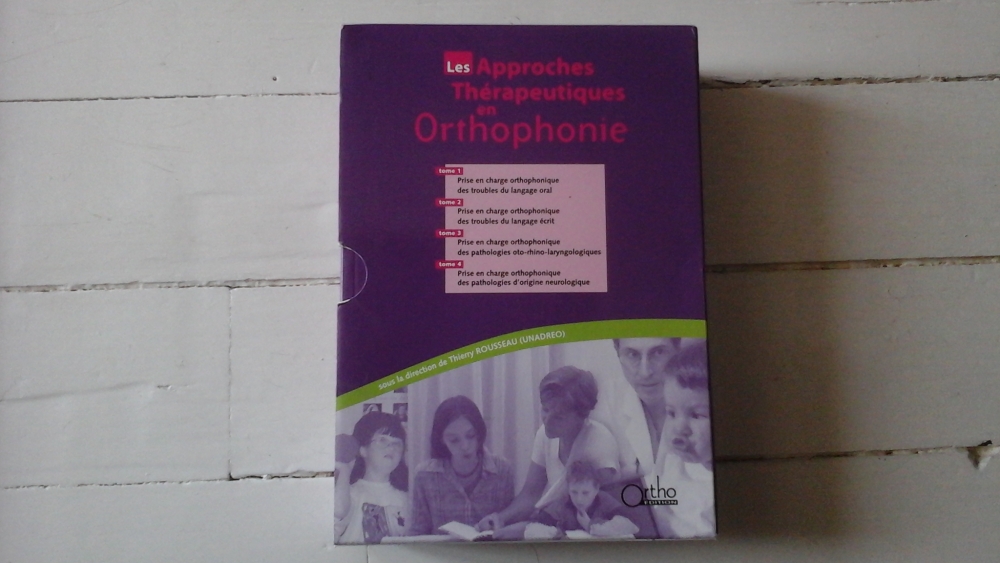 Les Approches
Thérapeutiques
en
Orthophonie
tome 1
Prise en charge orthophonique
des troubles du langage oral
tome 2
Prise en charge orthophonique
des troubles du langage écrit
tome 3
Prise en charge orthophonique
des pathologies oto-rhino-laryngologiques
tome 4
Prise en charge orthophonique
des pathologies d'origine neurologique
sous la direction de Thierry ROUSSEAU (UNADREO)
Ortho
EDITION